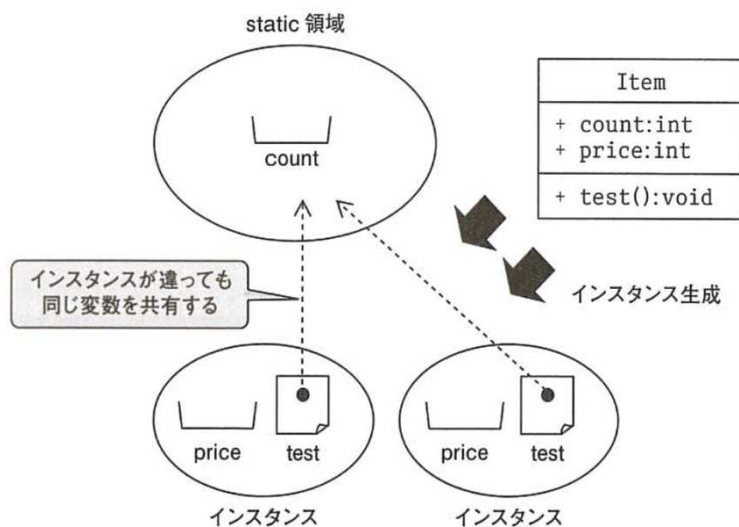 static 領域
count
Item
+ count:int
+ price:int
+ test():void
インスタンスが違っても
同じ変数を共有する
インスタンス生成
price
test
price
test
インスタンス
インスタンス